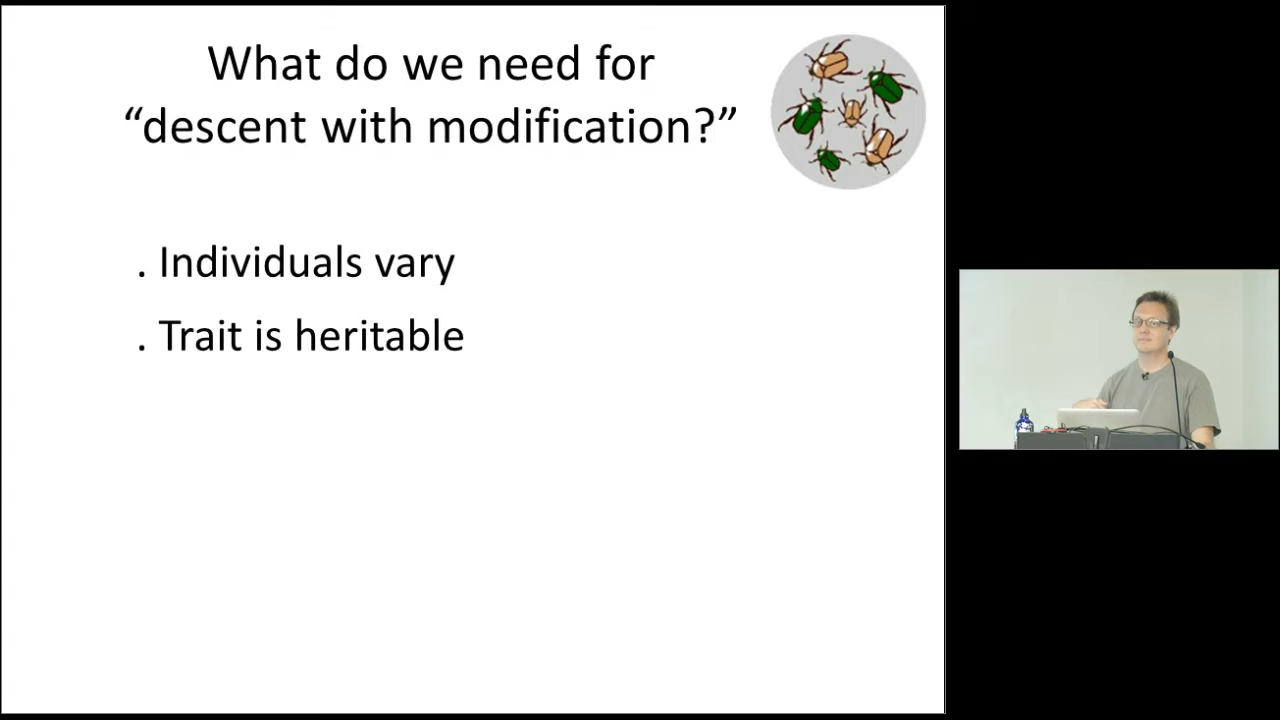 What do we need for
“descent with modification?”
. Individuals vary
. Trait is heritable